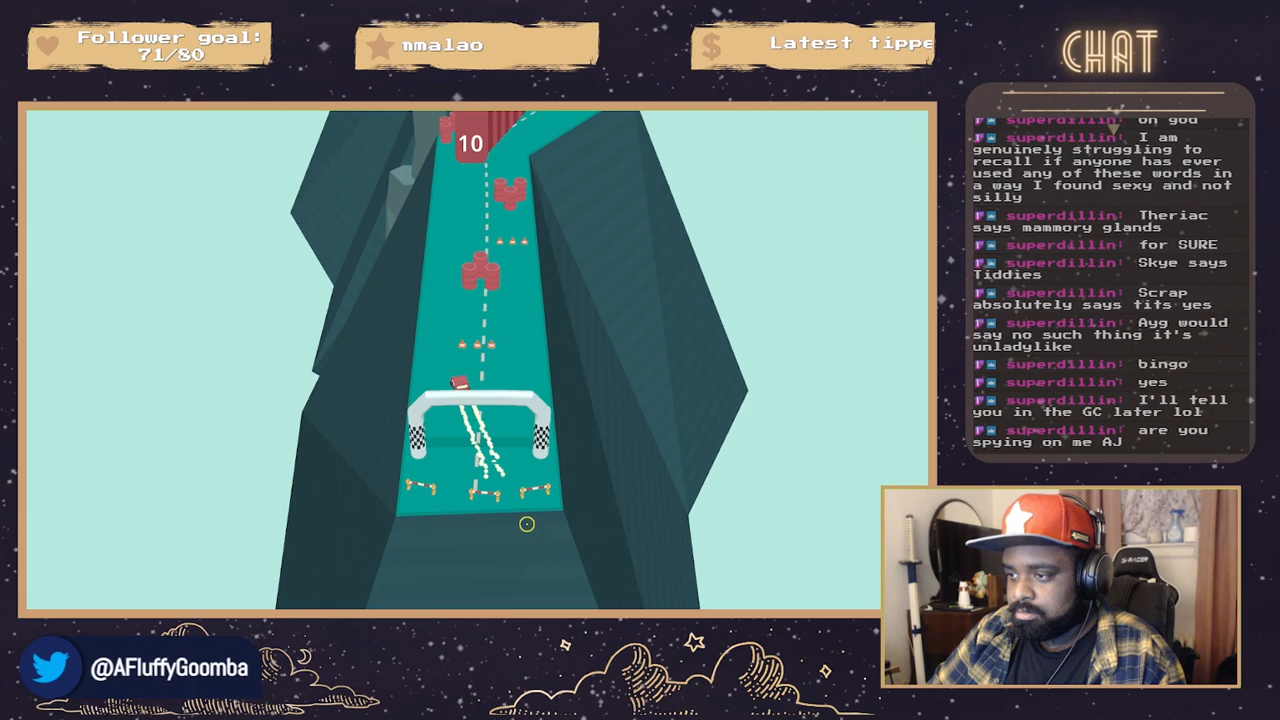 Follower goal:
71/80
nmalao
Latest tippe
CHAT
on god
superdillin: I am
genuinely struggling to
recall if anyone has ever
used any of these words in
a way I found sexy and not
silly
superdillin: Theriac
says mammory glands
superdillin: for SURE
superdillin: Skye says
Tiddies
superdillin: Scrap
absolutely says tits yes
superdillin: Ayg would
say no such thing it's
unladylike
superdillin: bingo
superdillin: yes
superdillin: I'll tell
you in the GC later lol
superdillin: are you
spying on me AJ
10
S-RACER
@AFluffyGoomba